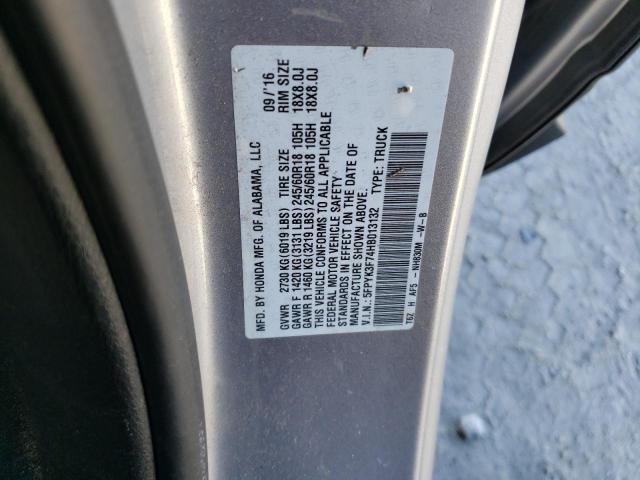 MFD. BY HONDA MFG. OF ALABAMA, LLC 09/'16
GVWR 2730 KG(6019 LBS) TIRE SIZE RIM SIZE
GAWR F 1420 KG(3131 LBS) 245/60R18 105H 18X8.0J
GAWR R 1460 KG(3219 LBS) 245/60R18 105H 18X8.0J
THIS VEHICLE CONFORMS TO ALL APPLICABLE
FEDERAL MOTOR VEHICLE SAFETY
STANDARDS IN EFFECT ON THE DATE OF
MANUFACTURE SHOWN ABOVE.
V.I.N.: 5FPYK3F74HB013132 TYPE: TRUCK
T6Z H AF5 - NH830M -W-B